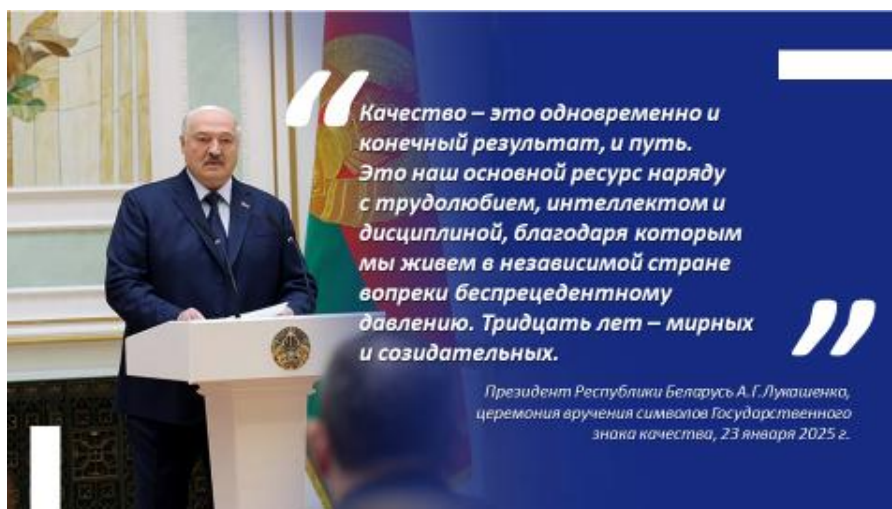 Качество – это одновременно и
конечный результат, и путь.
Это наш основной ресурс наряду
с трудолюбием, интеллектом и
дисциплиной, благодаря которым
мы живем в независимой стране
вопреки беспрецедентному
давлению. Тридцать лет – мирных
и созидательных.
Президент Республики Беларусь А.Г.Лукашенко,
церемония вручения символов Государственного
знака качества, 23 января 2025 г.